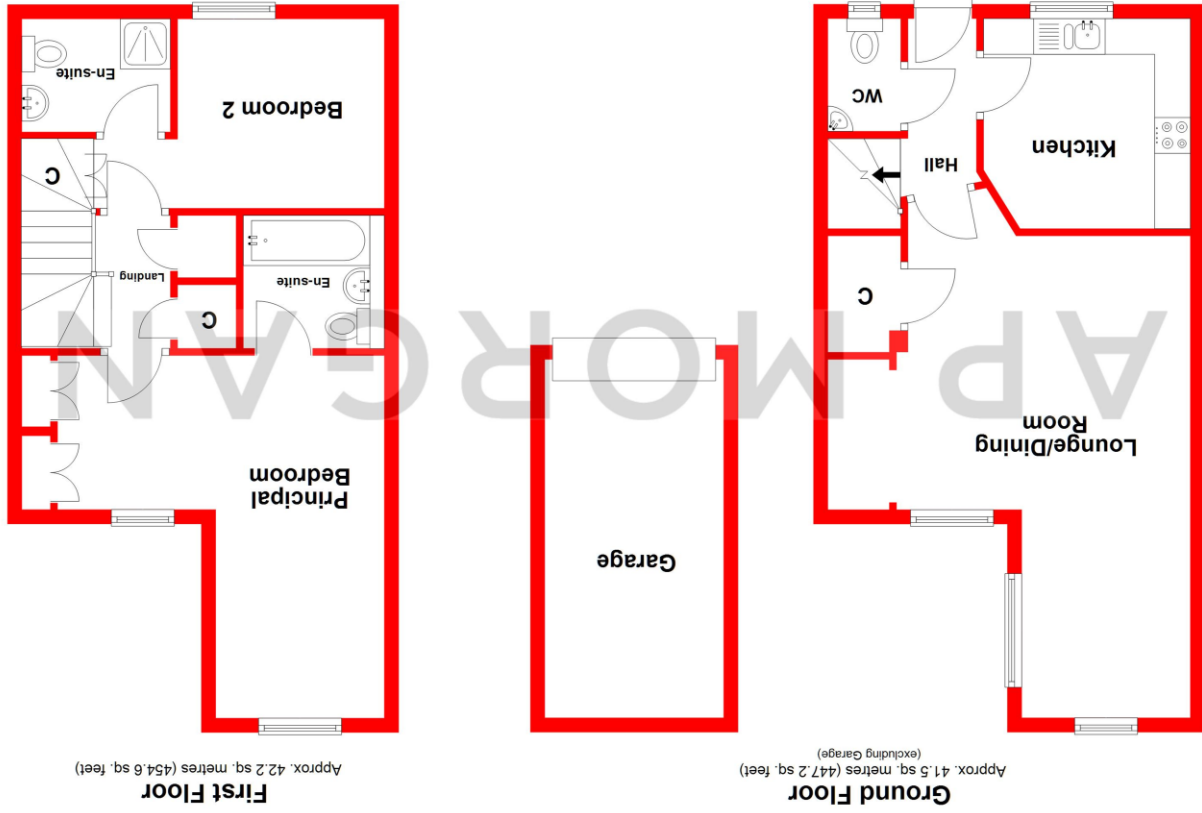 Ground Floor
Approx. 41.5 sq. metres (447.2 sq. feet)
(excluding Garage)
Lounge/Dining
Room
C
Hall
Kitchen
WC
Garage
First Floor
Approx. 42.2 sq. metres (454.6 sq. feet)
Principal
Bedroom
C
En-suite
Landing
C
Bedroom 2
En-suite
AP MORGAN